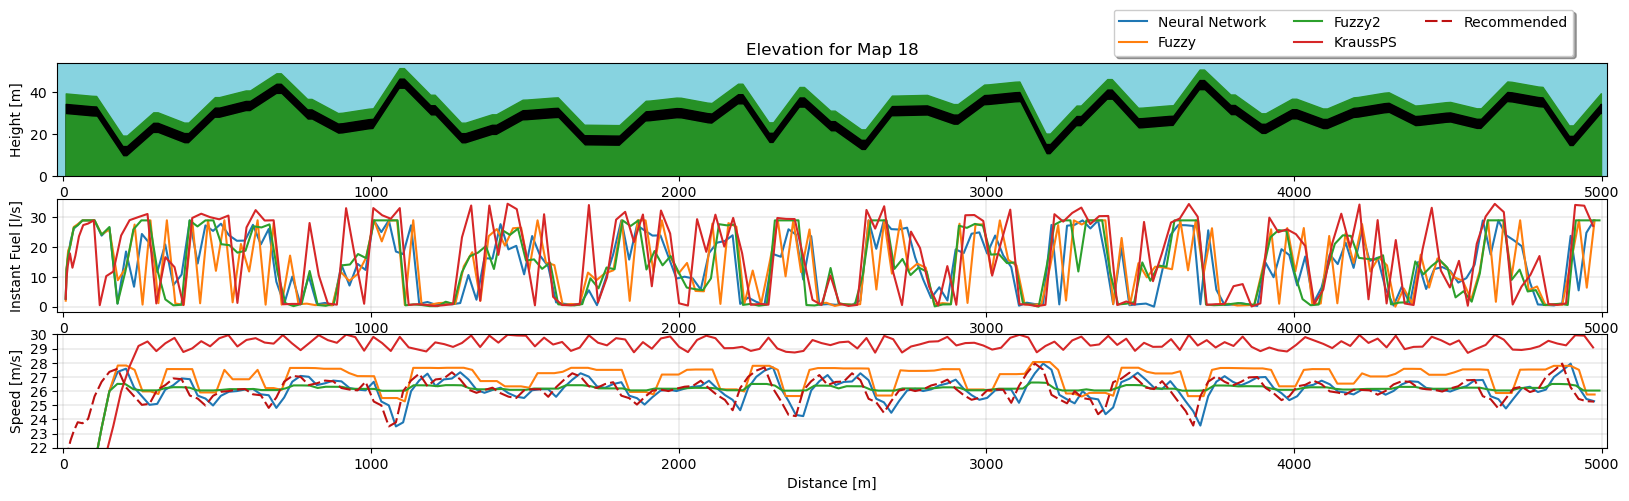 Neural Network
Fuzzy
Fuzzy2
KraussPS
Recommended
Elevation for Map 18
Height [m]
40
20
0
0 1000 2000 3000 4000 5000
Instant Fuel [l/s]
30
20
10
0
0 1000 2000 3000 4000 5000
Speed [m/s]
30
29
28
27
26
25
24
23
22
0 1000 2000 3000 4000 5000
Distance [m]